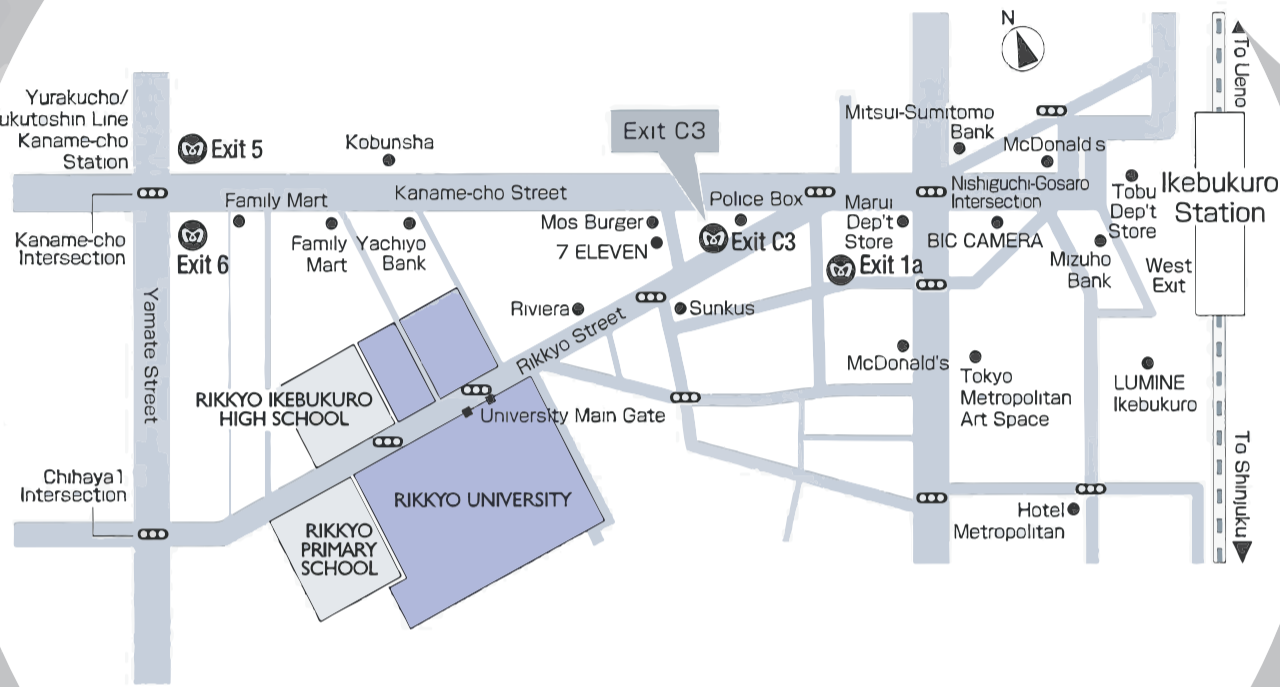 N
To Ueno
Yurakucho/
ukutoshin Line
Kaname-cho
Station
Exit 5
Kobunsha
Exit C3
Mitsui-Sumitomo
Bank
McDonald's
Kaname-cho Street
Family Mart
Police Box
Marui
Dep't
Store
Nishiguchi-Gosaro
Intersection
Tobu
Dep't
Store
Ikebukuro
Station
Kaname-cho
Intersection
Exit 6
Family
Mart
Yachiyo
Bank
Mos Burger
7 ELEVEN
Exit C3
Exit 1a
BIC CAMERA
Mizuho
Bank
West
Exit
Yamate Street
Riviera
Rikkyo Street
Sunkus
McDonald's
Tokyo
Metropolitan
Art Space
LUMINE
Ikebukuro
RIKKYO IKEBUKURO
HIGH SCHOOL
University Main Gate
To Shinjuku
Chihaya 1
Intersection
RIKKYO UNIVERSITY
RIKKYO
PRIMARY
SCHOOL
Hotel
Metropolitan